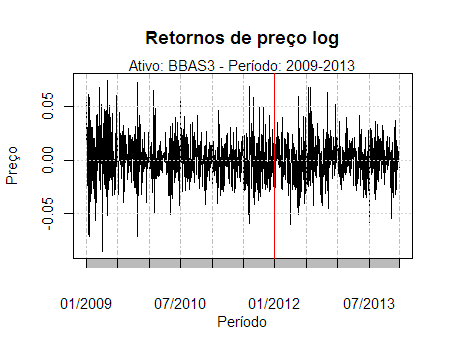 Retornos de preço log
Ativo: BBAS3 - Período: 2009-2013
Preço
0.05
0.00
-0.05
01/2009 07/2010 01/2012 07/2013
Período